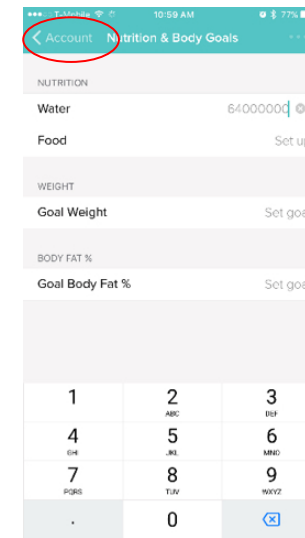 T-Mobile 10:59 AM 77%
Account Nutrition & Body Goals
NUTRITION
Water 64000000
Food Set up
WEIGHT
Goal Weight Set goa
BODY FAT %
Goal Body Fat % Set goa
1 2 3
ABC DEF
4 5 6
GHI JKL MNO
7 8 9
PQRS TUV WXYZ
. 0